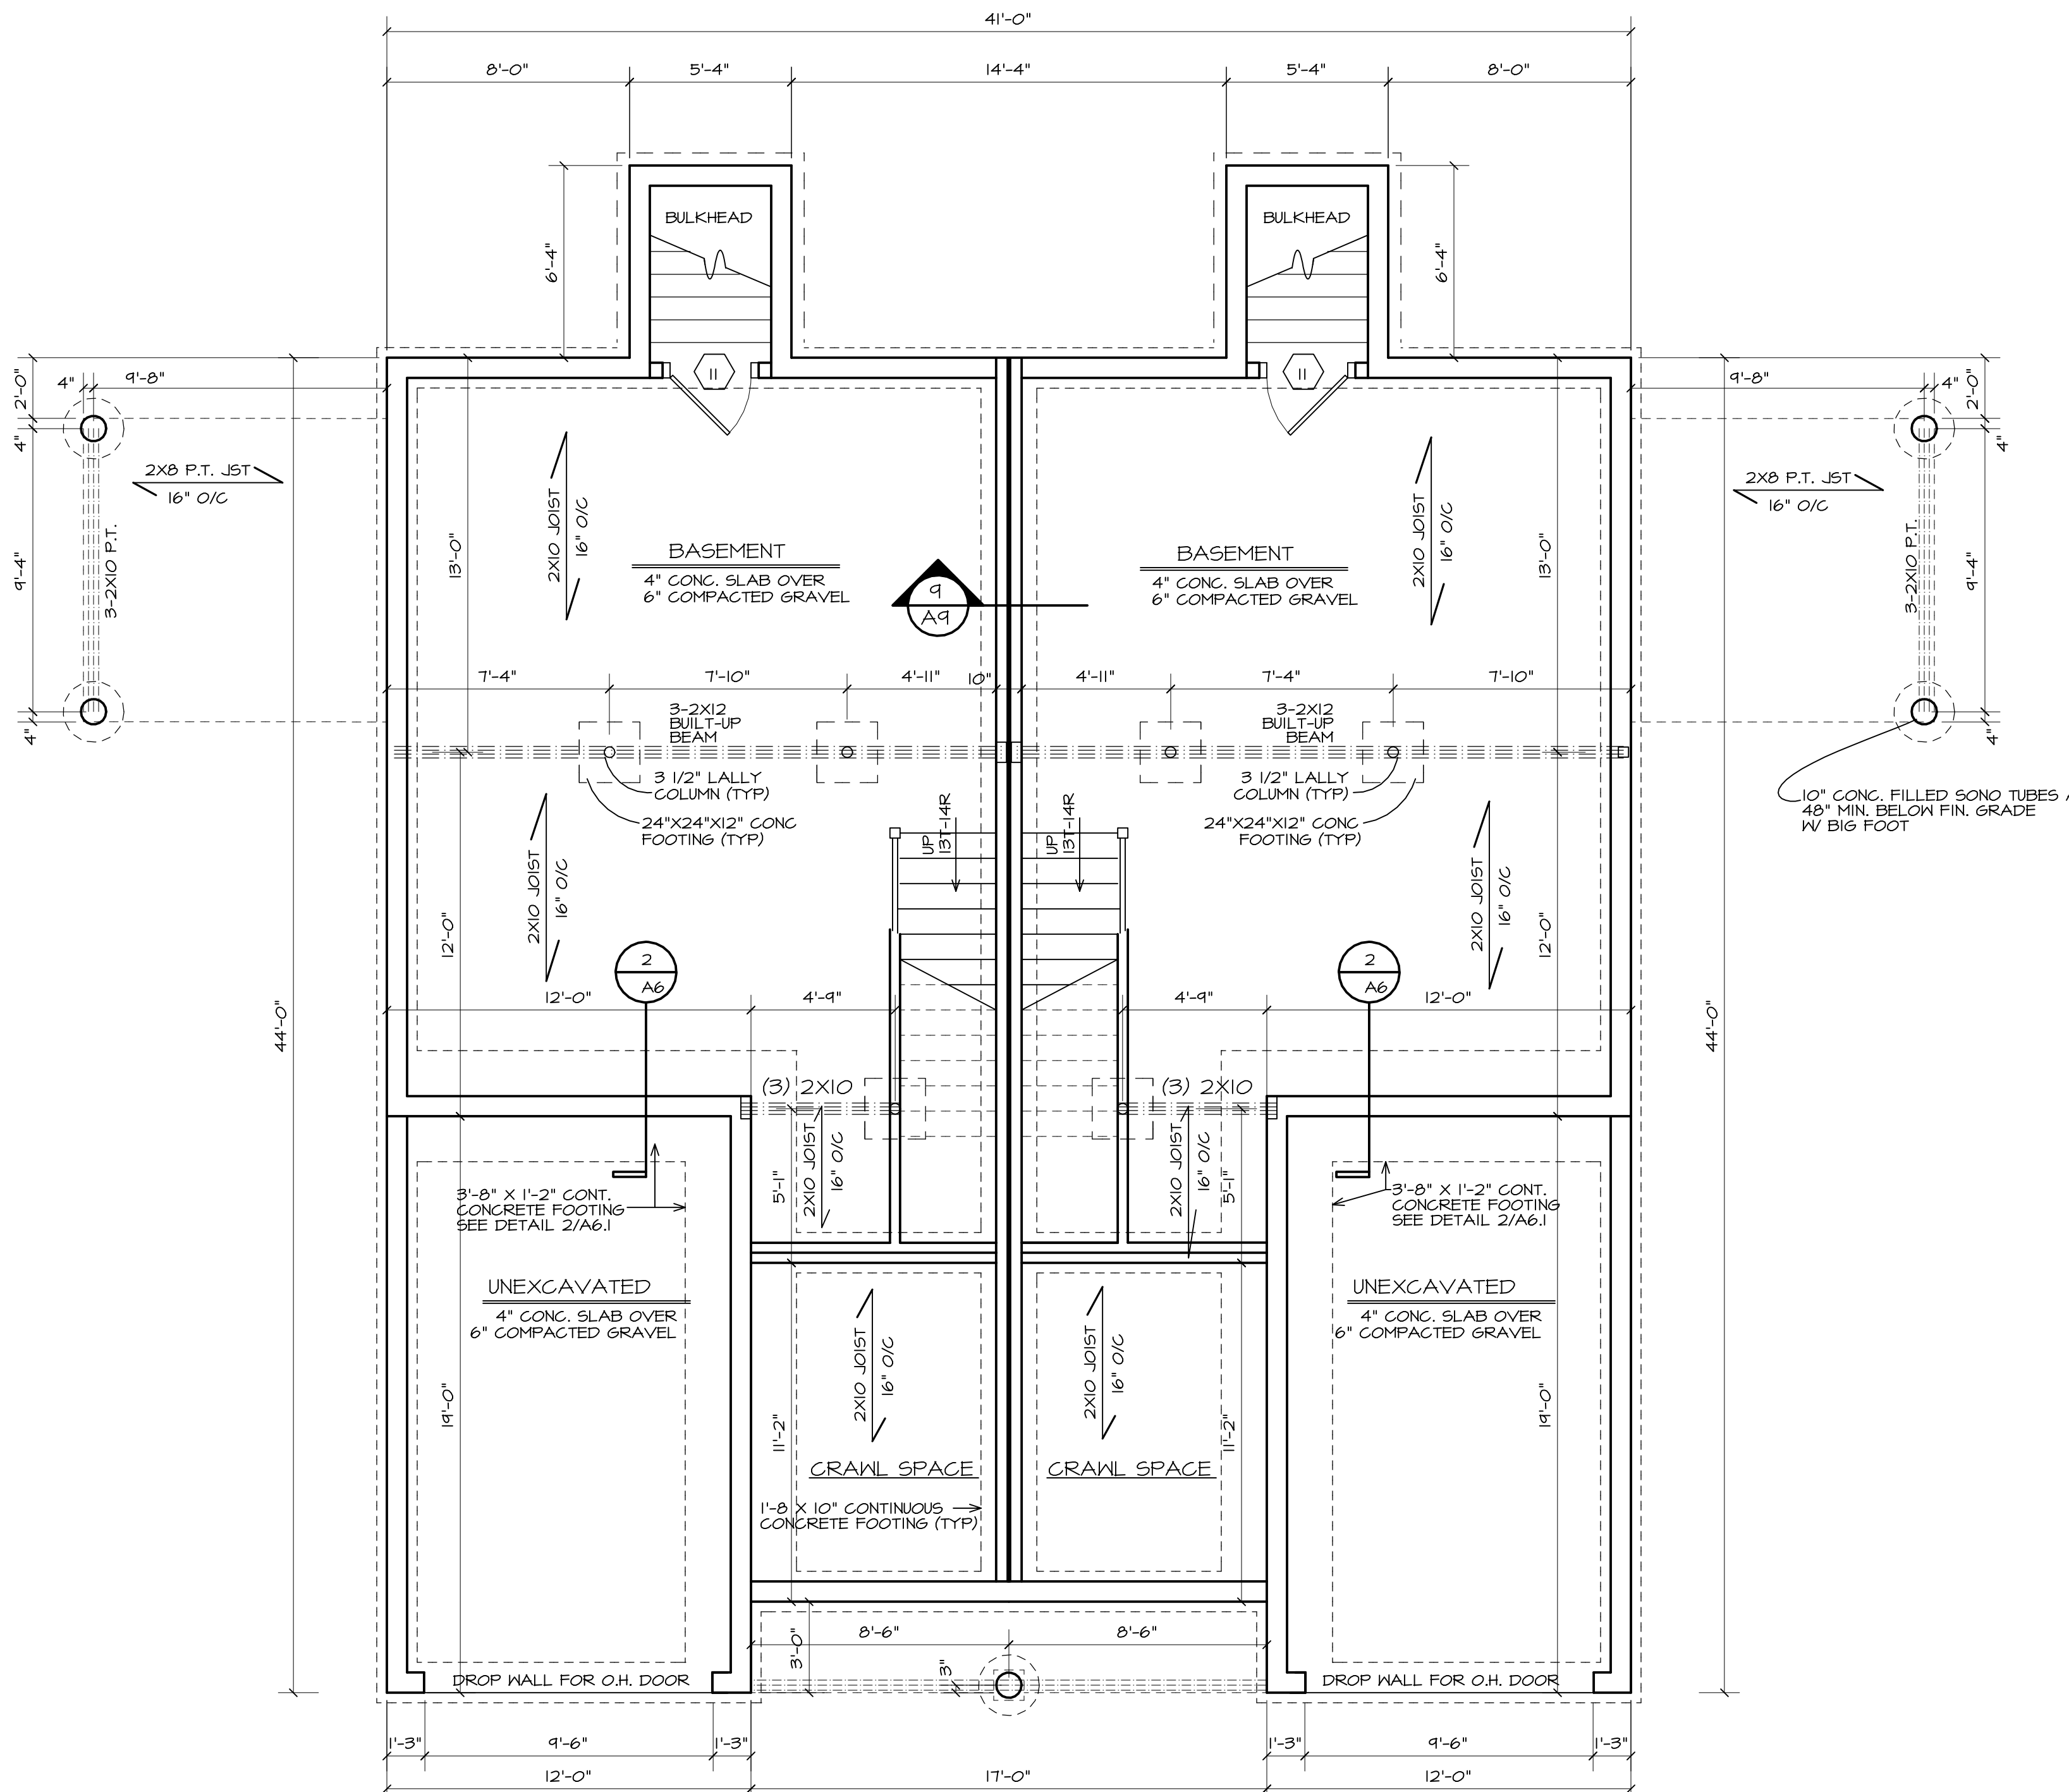 41'-0"
8'-0"
5'-4"
14'-4"
5'-4"
8'-0"
BULKHEAD
BULKHEAD
6'-4"
6'-4"
11
11
2'-0"
4"
9'-8"
4"
9'-4"
4"
2X8 P.T. JST
16" O/C
3-2X10 P.T.
9'-8"
4"
2'-0"
4"
9'-4"
4"
2X8 P.T. JST
16" O/C
3-2X10 P.T.
13'-0"
2X10 JOIST
16" O/C
BASEMENT
4" CONC. SLAB OVER
6" COMPACTED GRAVEL
9
A9
BASEMENT
4" CONC. SLAB OVER
6" COMPACTED GRAVEL
2X10 JOIST
16" O/C
13'-0"
7'-4"
7'-10"
4'-11"
10"
4'-11"
7'-4"
7'-10"
3-2X12
BUILT-UP
BEAM
3-2X12
BUILT-UP
BEAM
3 1/2" LALLY
COLUMN (TYP)
3 1/2" LALLY
COLUMN (TYP)
24"X24"X12" CONC
FOOTING (TYP)
24"X24"X12" CONC
FOOTING (TYP)
10" CONC. FILLED SONO TUBES /
48" MIN. BELOW FIN. GRADE
W/ BIG FOOT
UP
13T-14R
UP
13T-14R
2X10 JOIST
16" O/C
2X10 JOIST
16" O/C
12'-0"
12'-0"
44'-0"
44'-0"
2
A6
2
A6
12'-0"
4'-9"
4'-9"
12'-0"
(3) 2X10
(3) 2X10
5'-1"
2X10 JOIST
16" O/C
2X10 JOIST
16" O/C
5'-1"
3'-8" X 1'-2" CONT.
CONCRETE FOOTING
SEE DETAIL 2/A6.1
3'-8" X 1'-2" CONT.
CONCRETE FOOTING
SEE DETAIL 2/A6.1
UNEXCAVATED
4" CONC. SLAB OVER
6" COMPACTED GRAVEL
UNEXCAVATED
4" CONC. SLAB OVER
6" COMPACTED GRAVEL
19'-0"
11'-2"
2X10 JOIST
16" O/C
2X10 JOIST
16" O/C
11'-2"
19'-0"
CRAWL SPACE
CRAWL SPACE
1'-8 X 10" CONTINUOUS
CONCRETE FOOTING (TYP)
8'-6"
8'-6"
3'-0"
3"
DROP WALL FOR O.H. DOOR
DROP WALL FOR O.H. DOOR
1'-3"
9'-6"
1'-3"
1'-3"
9'-6"
1'-3"
12'-0"
17'-0"
12'-0"